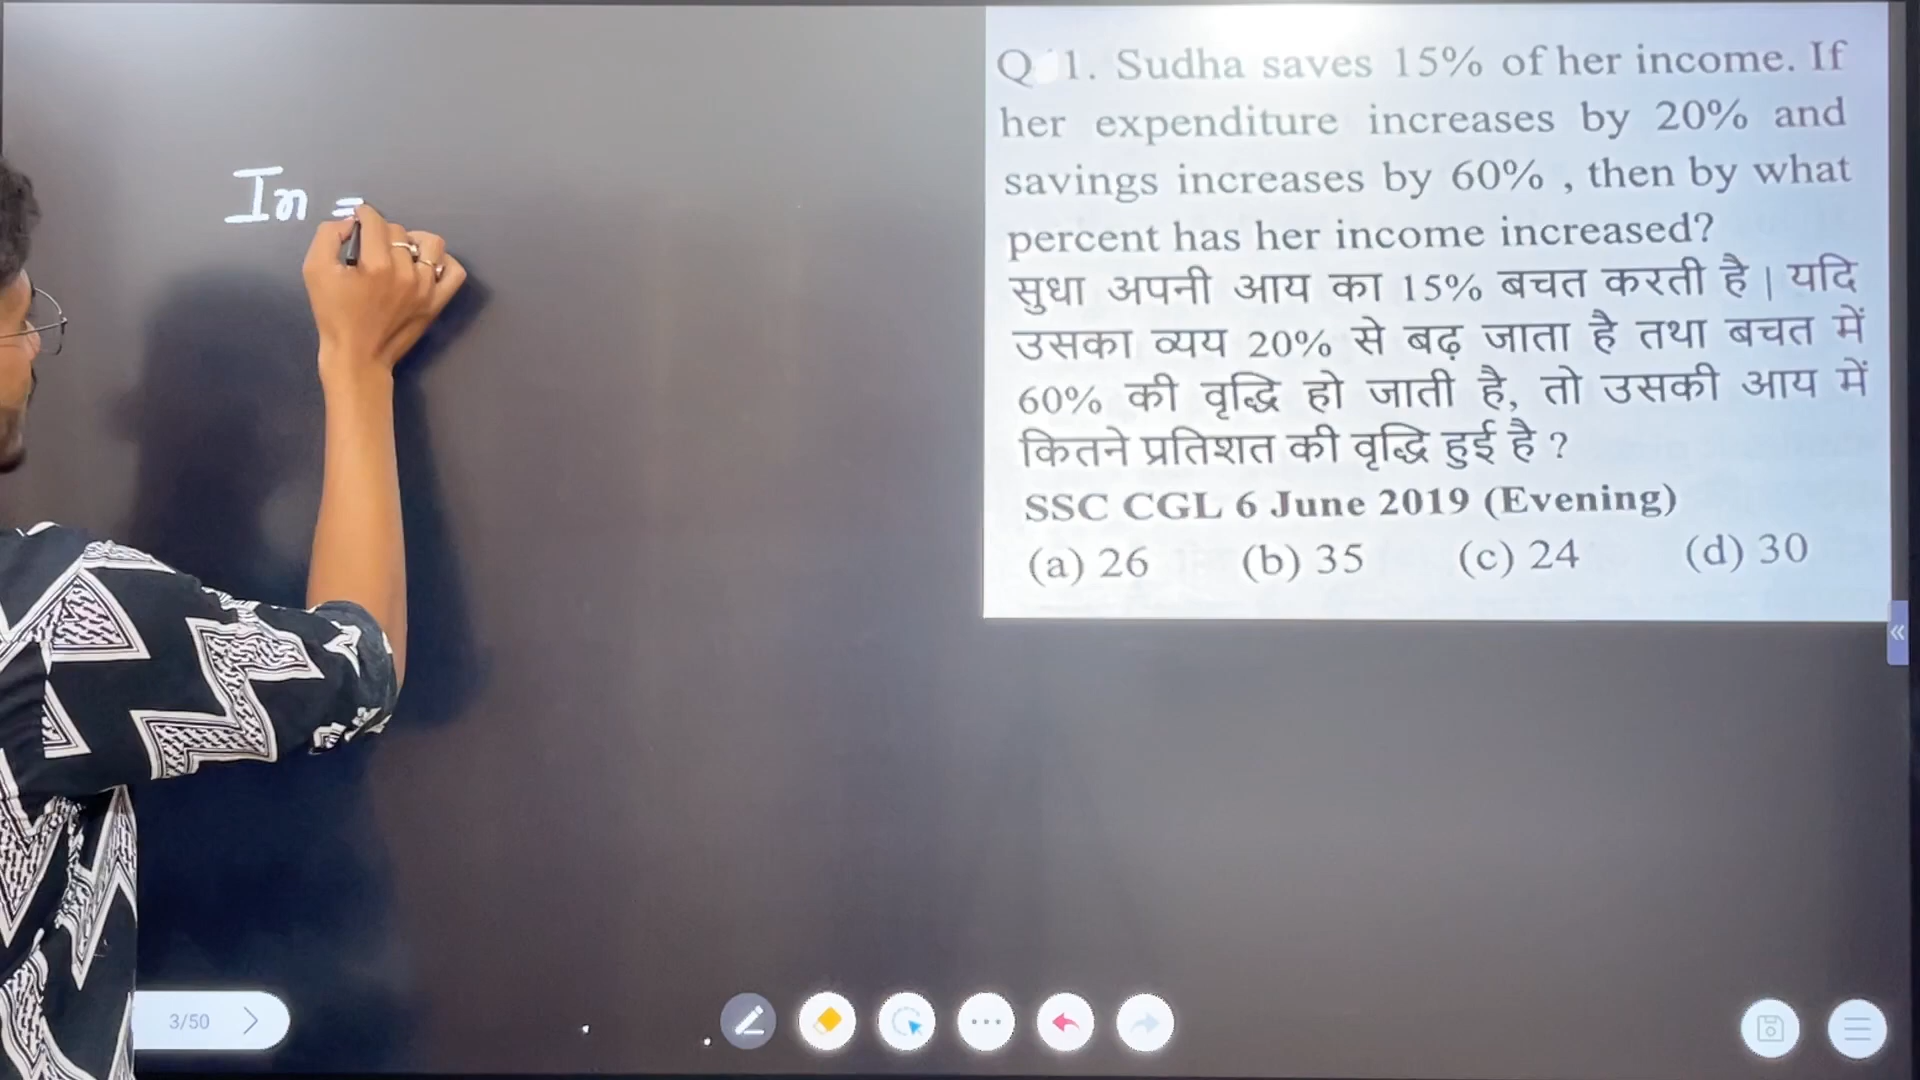 In =
Q 1. Sudha saves 15% of her income. If
her expenditure increases by 20% and
savings increases by 60% , then by what
percent has her income increased?
सुधा अपनी आय का 15% बचत करती है | यदि
उसका व्यय 20% से बढ़ जाता है तथा बचत में
60% की वृद्धि हो जाती है, तो उसकी आय में
कितने प्रतिशत की वृद्धि हुई है ?
SSC CGL 6 June 2019 (Evening)
(a) 26 (b) 35 (c) 24 (d) 30
3/50